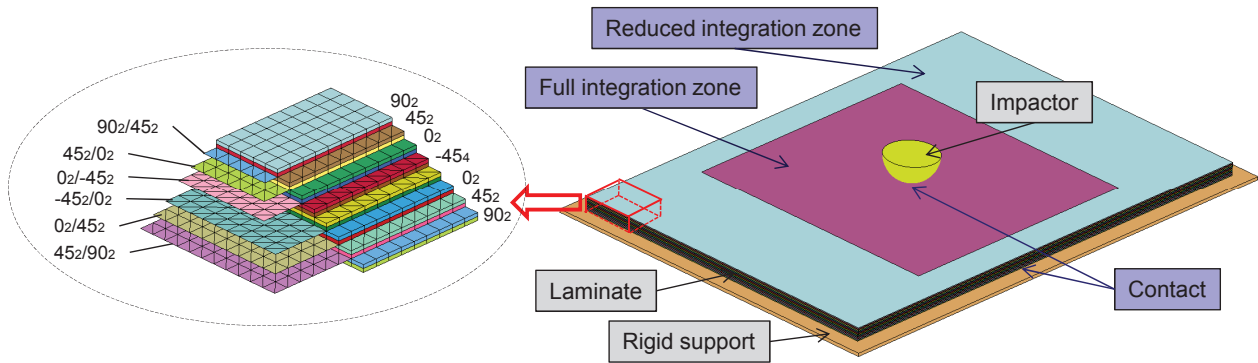 90₂/45₂
45₂/0₂
0₂/-45₂
-45₂/0₂
0₂/45₂
45₂/90₂
90₂
45₂
0₂
-45₄
0₂
45₂
90₂
Reduced integration zone
Full integration zone
Impactor
Laminate
Rigid support
Contact